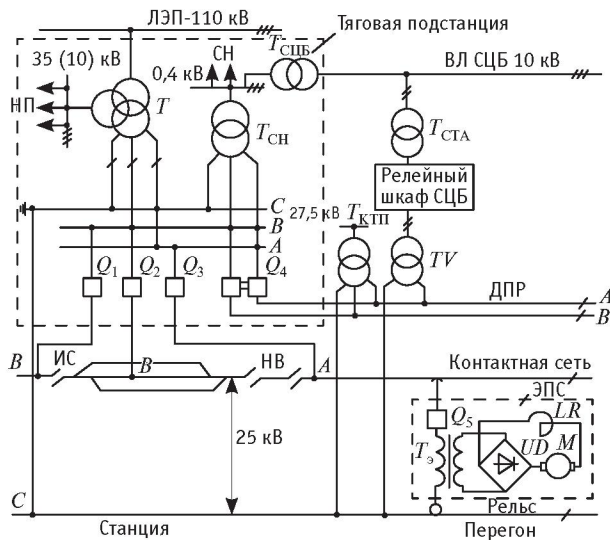 ЛЭП-110 кВ
Тяговая подстанция
35 (10) кВ
СН
TСЦБ
ВЛ СЦБ 10 кВ
0,4 кВ
НП
T
TСН
TСТА
Релейный
шкаф СЦБ
C
27,5 кВ
B
A
TКТП
TV
Q1
Q2
Q3
Q4
ДПР
A
B
B
ИС
B
НВ
A
Контактная сеть
ЭПС
25 кВ
Q5
LR
UD
M
Tэ
C
Рельс
Станция
Перегон